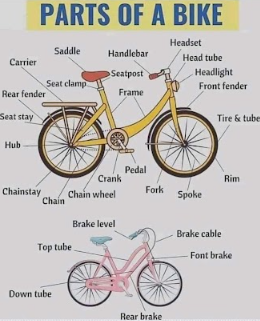 PARTS OF A BIKE
Headset
Saddle
Handlebar
Head tube
Carrier
Seatpost
Headlight
Seat clamp
Frame
Front fender
Rear fender
Seat stay
Tire & tube
Hub
Pedal
Crank
Rim
Chainstay
Chain wheel
Fork
Spoke
Chain
Brake level
Brake cable
Top tube
Font brake
Down tube
Rear brake